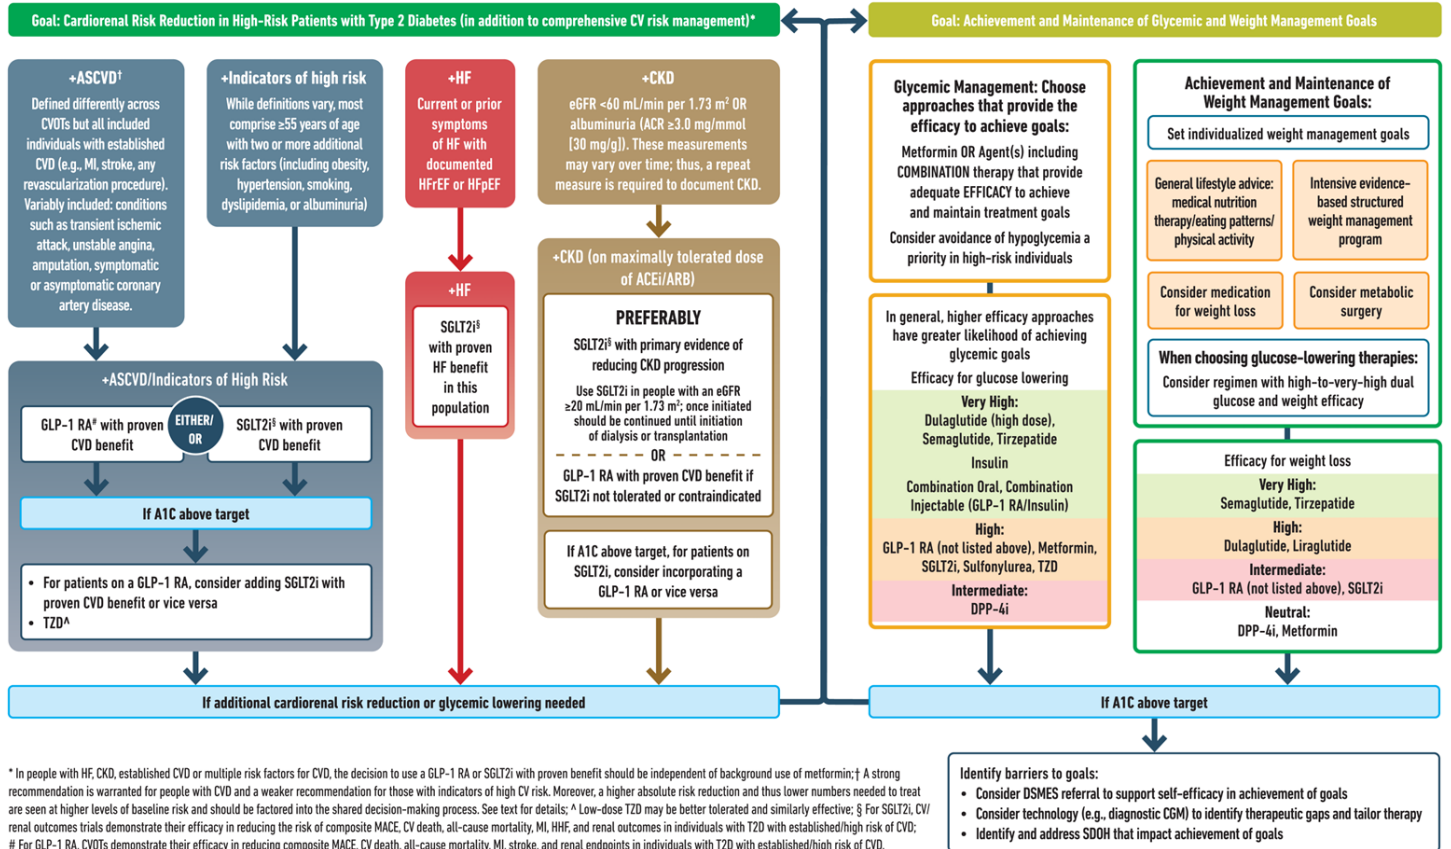 Goal: Cardiorenal Risk Reduction in High-Risk Patients with Type 2 Diabetes (in addition to comprehensive CV risk management)*
+ASCVD†
Defined differently across
CVOTs but all included
individuals with established
CVD (e.g., MI, stroke, any
revascularization procedure).
Variably included: conditions
such as transient ischemic
attack, unstable angina,
amputation, symptomatic
or asymptomatic coronary
artery disease.
+Indicators of high risk
While definitions vary, most
comprise ≥55 years of age
with two or more additional
risk factors (including obesity,
hypertension, smoking,
dyslipidemia, or albuminuria)
+ASCVD/Indicators of High Risk
GLP-1 RA# with proven
CVD benefit
EITHER/
OR
SGLT2i§ with proven
CVD benefit
If A1C above target
• For patients on a GLP-1 RA, consider adding SGLT2i with
proven CVD benefit or vice versa
• TZD^
+HF
Current or prior
symptoms
of HF with
documented
HFrEF or HFpEF
+HF
SGLT2i§
with proven
HF benefit
in this
population
+CKD
eGFR <60 mL/min per 1.73 m² OR
albuminuria (ACR ≥3.0 mg/mmol
[30 mg/g]). These measurements
may vary over time; thus, a repeat
measure is required to document CKD.
+CKD (on maximally tolerated dose
of ACEi/ARB)
PREFERABLY
SGLT2i§ with primary evidence of
reducing CKD progression
Use SGLT2i in people with an eGFR
≥20 mL/min per 1.73 m²; once initiated
should be continued until initiation
of dialysis or transplantation
OR
GLP-1 RA with proven CVD benefit if
SGLT2i not tolerated or contraindicated
If A1C above target, for patients on
SGLT2i, consider incorporating a
GLP-1 RA or vice versa
If additional cardiorenal risk reduction or glycemic lowering needed
Goal: Achievement and Maintenance of Glycemic and Weight Management Goals
Glycemic Management: Choose
approaches that provide the
efficacy to achieve goals:
Metformin OR Agent(s) including
COMBINATION therapy that provide
adequate EFFICACY to achieve
and maintain treatment goals
Consider avoidance of hypoglycemia a
priority in high-risk individuals
In general, higher efficacy approaches
have greater likelihood of achieving
glycemic goals
Efficacy for glucose lowering
Very High:
Dulaglutide (high dose),
Semaglutide, Tirzepatide
Insulin
Combination Oral, Combination
Injectable (GLP-1 RA/Insulin)
High:
GLP-1 RA (not listed above), Metformin,
SGLT2i, Sulfonylurea, TZD
Intermediate:
DPP-4i
Achievement and Maintenance of
Weight Management Goals:
Set individualized weight management goals
General lifestyle advice:
medical nutrition
therapy/eating patterns/
physical activity
Intensive evidence-
based structured
weight management
program
Consider medication
for weight loss
Consider metabolic
surgery
When choosing glucose-lowering therapies:
Consider regimen with high-to-very-high dual
glucose and weight efficacy
Efficacy for weight loss
Very High:
Semaglutide, Tirzepatide
High:
Dulaglutide, Liraglutide
Intermediate:
GLP-1 RA (not listed above), SGLT2i
Neutral:
DPP-4i, Metformin
If A1C above target
Identify barriers to goals:
• Consider DSMES referral to support self-efficacy in achievement of goals
• Consider technology (e.g., diagnostic CGM) to identify therapeutic gaps and tailor therapy
• Identify and address SDOH that impact achievement of goals
* In people with HF, CKD, established CVD or multiple risk factors for CVD, the decision to use a GLP-1 RA or SGLT2i with proven benefit should be independent of background use of metformin;† A strong
recommendation is warranted for people with CVD and a weaker recommendation for those with indicators of high CV risk. Moreover, a higher absolute risk reduction and thus lower numbers needed to treat
are seen at higher levels of baseline risk and should be factored into the shared decision-making process. See text for details; ^ Low-dose TZD may be better tolerated and similarly effective; § For SGLT2i, CV/
renal outcomes trials demonstrate their efficacy in reducing the risk of composite MACE, CV death, all-cause mortality, MI, HHF, and renal outcomes in individuals with T2D with established/high risk of CVD;
# For GLP-1 RA, CVOTs demonstrate their efficacy in reducing composite MACE, CV death, all-cause mortality, MI, stroke, and renal endpoints in individuals with T2D with established/high risk of CVD.